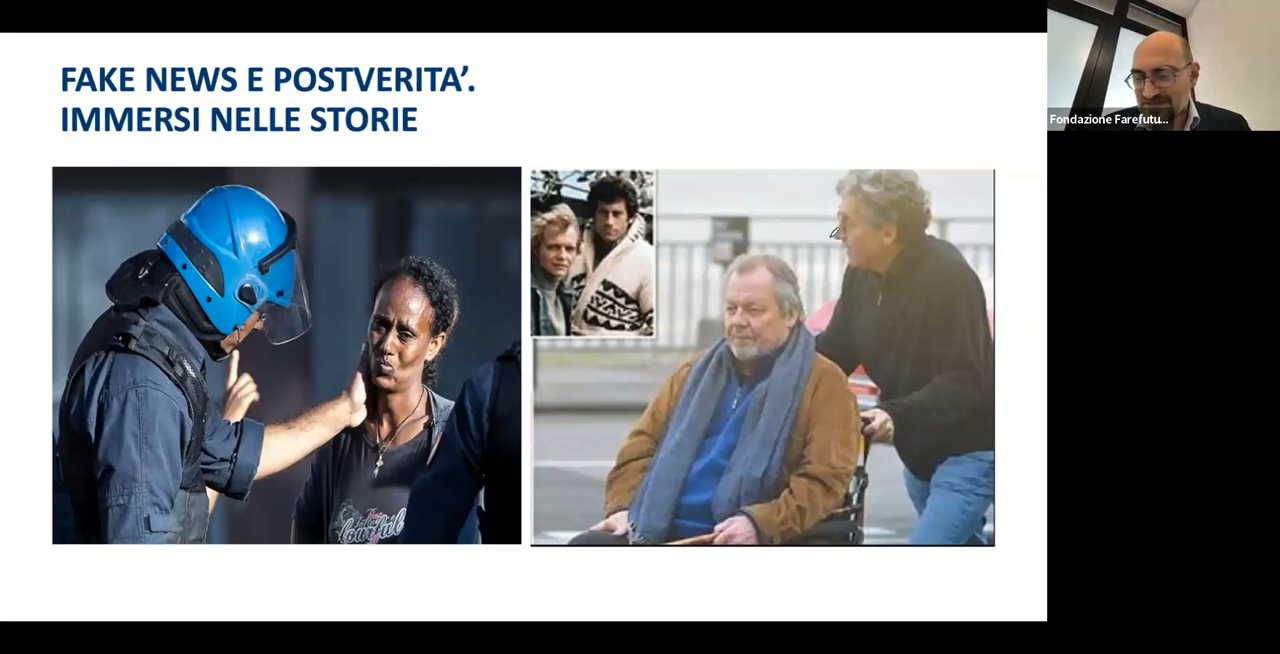 FAKE NEWS E POSTVERITA’.
IMMERSI NELLE STORIE
Fondazione Farefutu...